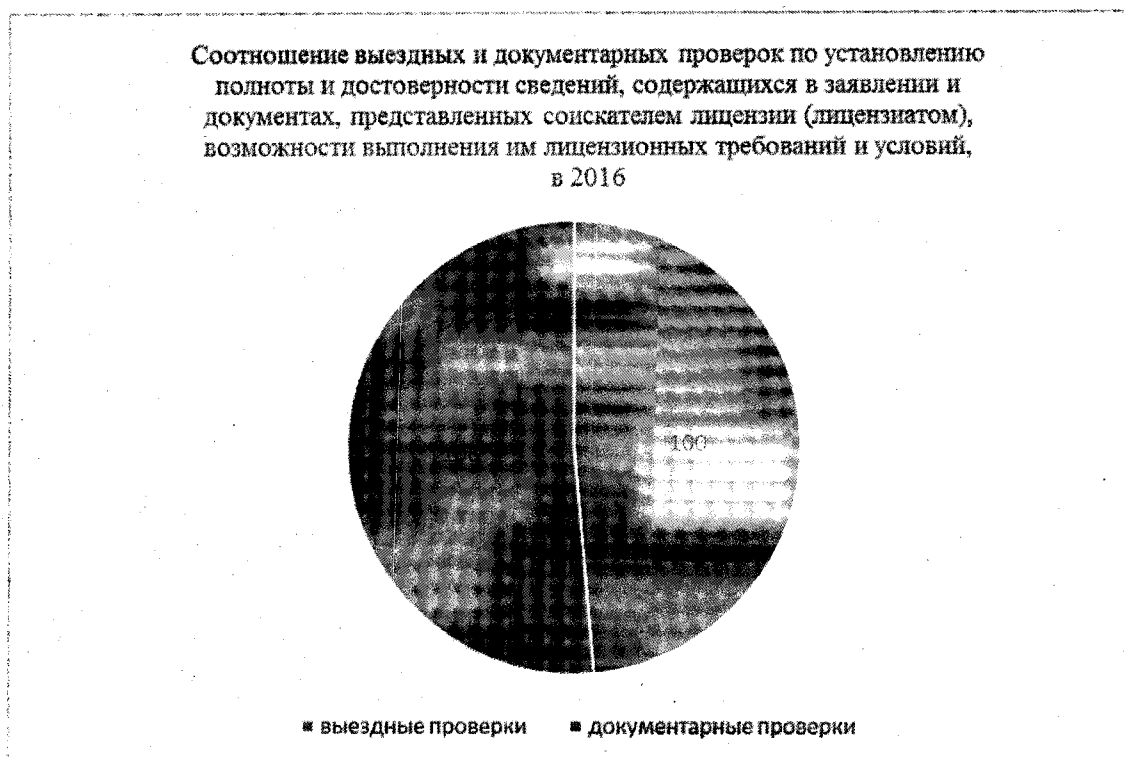 Соотношение выездных и документарных проверок по установлению
полноты и достоверности сведений, содержащихся в заявлении и
документах, представленных соискателем лицензии (лицензиатом),
возможности выполнения им лицензионных требований и условий,
в 2016
100
выездные проверки
документарные проверки